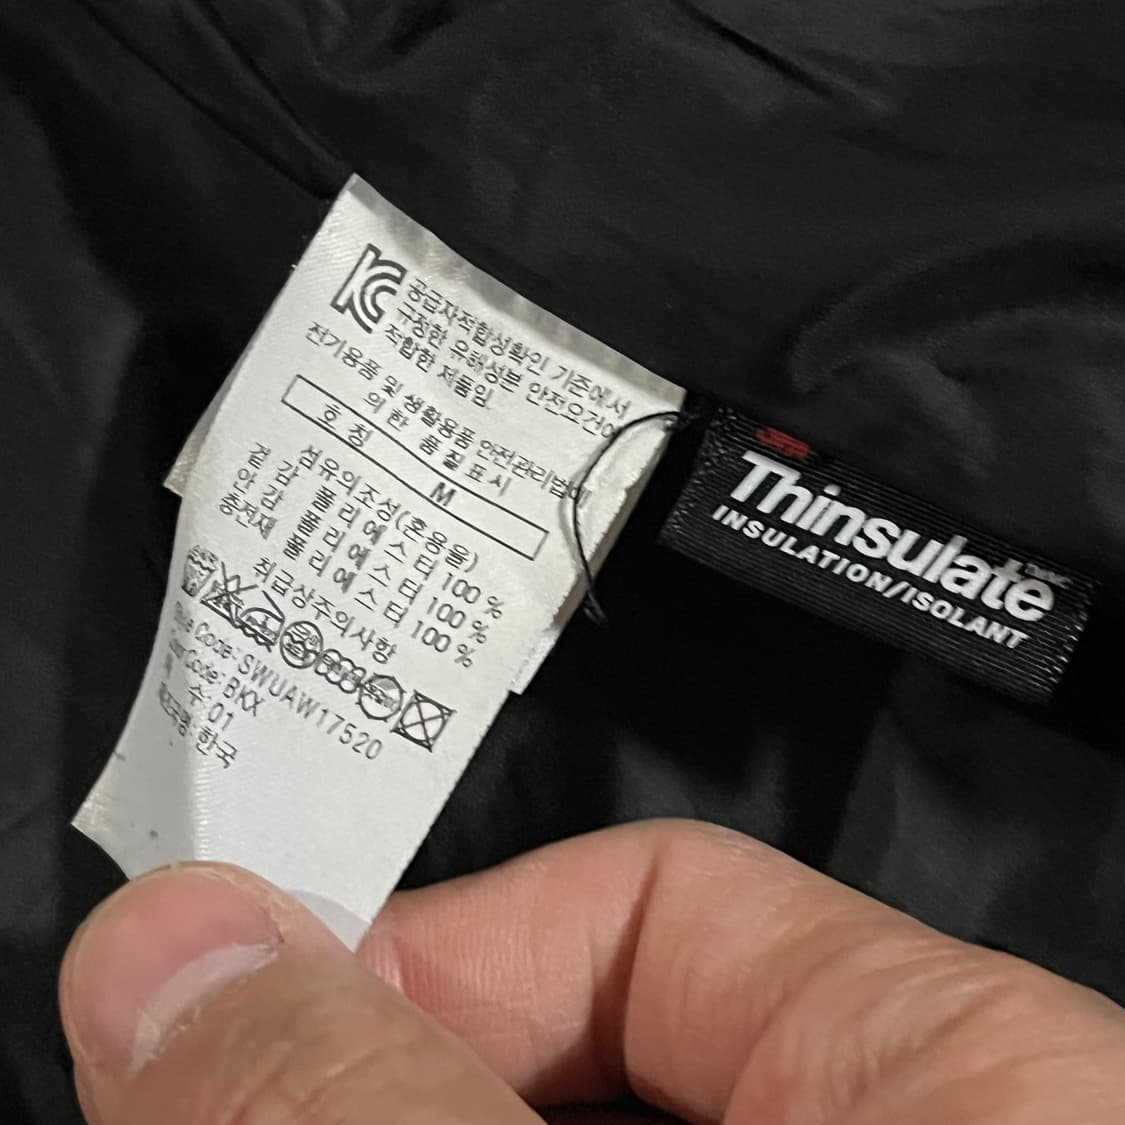 공급자적합성확인 기준에서
규정한 유해성분 안전요건에
적합한 제품임
전기용품 및 생활용품 안전관리법에
의한 품질표시
호칭 M
섬유의조성(혼용율)
겉감 폴리에스터 100 %
안감 폴리에스터 100 %
충전재 폴리에스터 100 %
취급상주의사항
Code: SWUAW17520
Code: BKX
수: 01
한국
3M
Thinsulate
INSULATION/ISOLANT